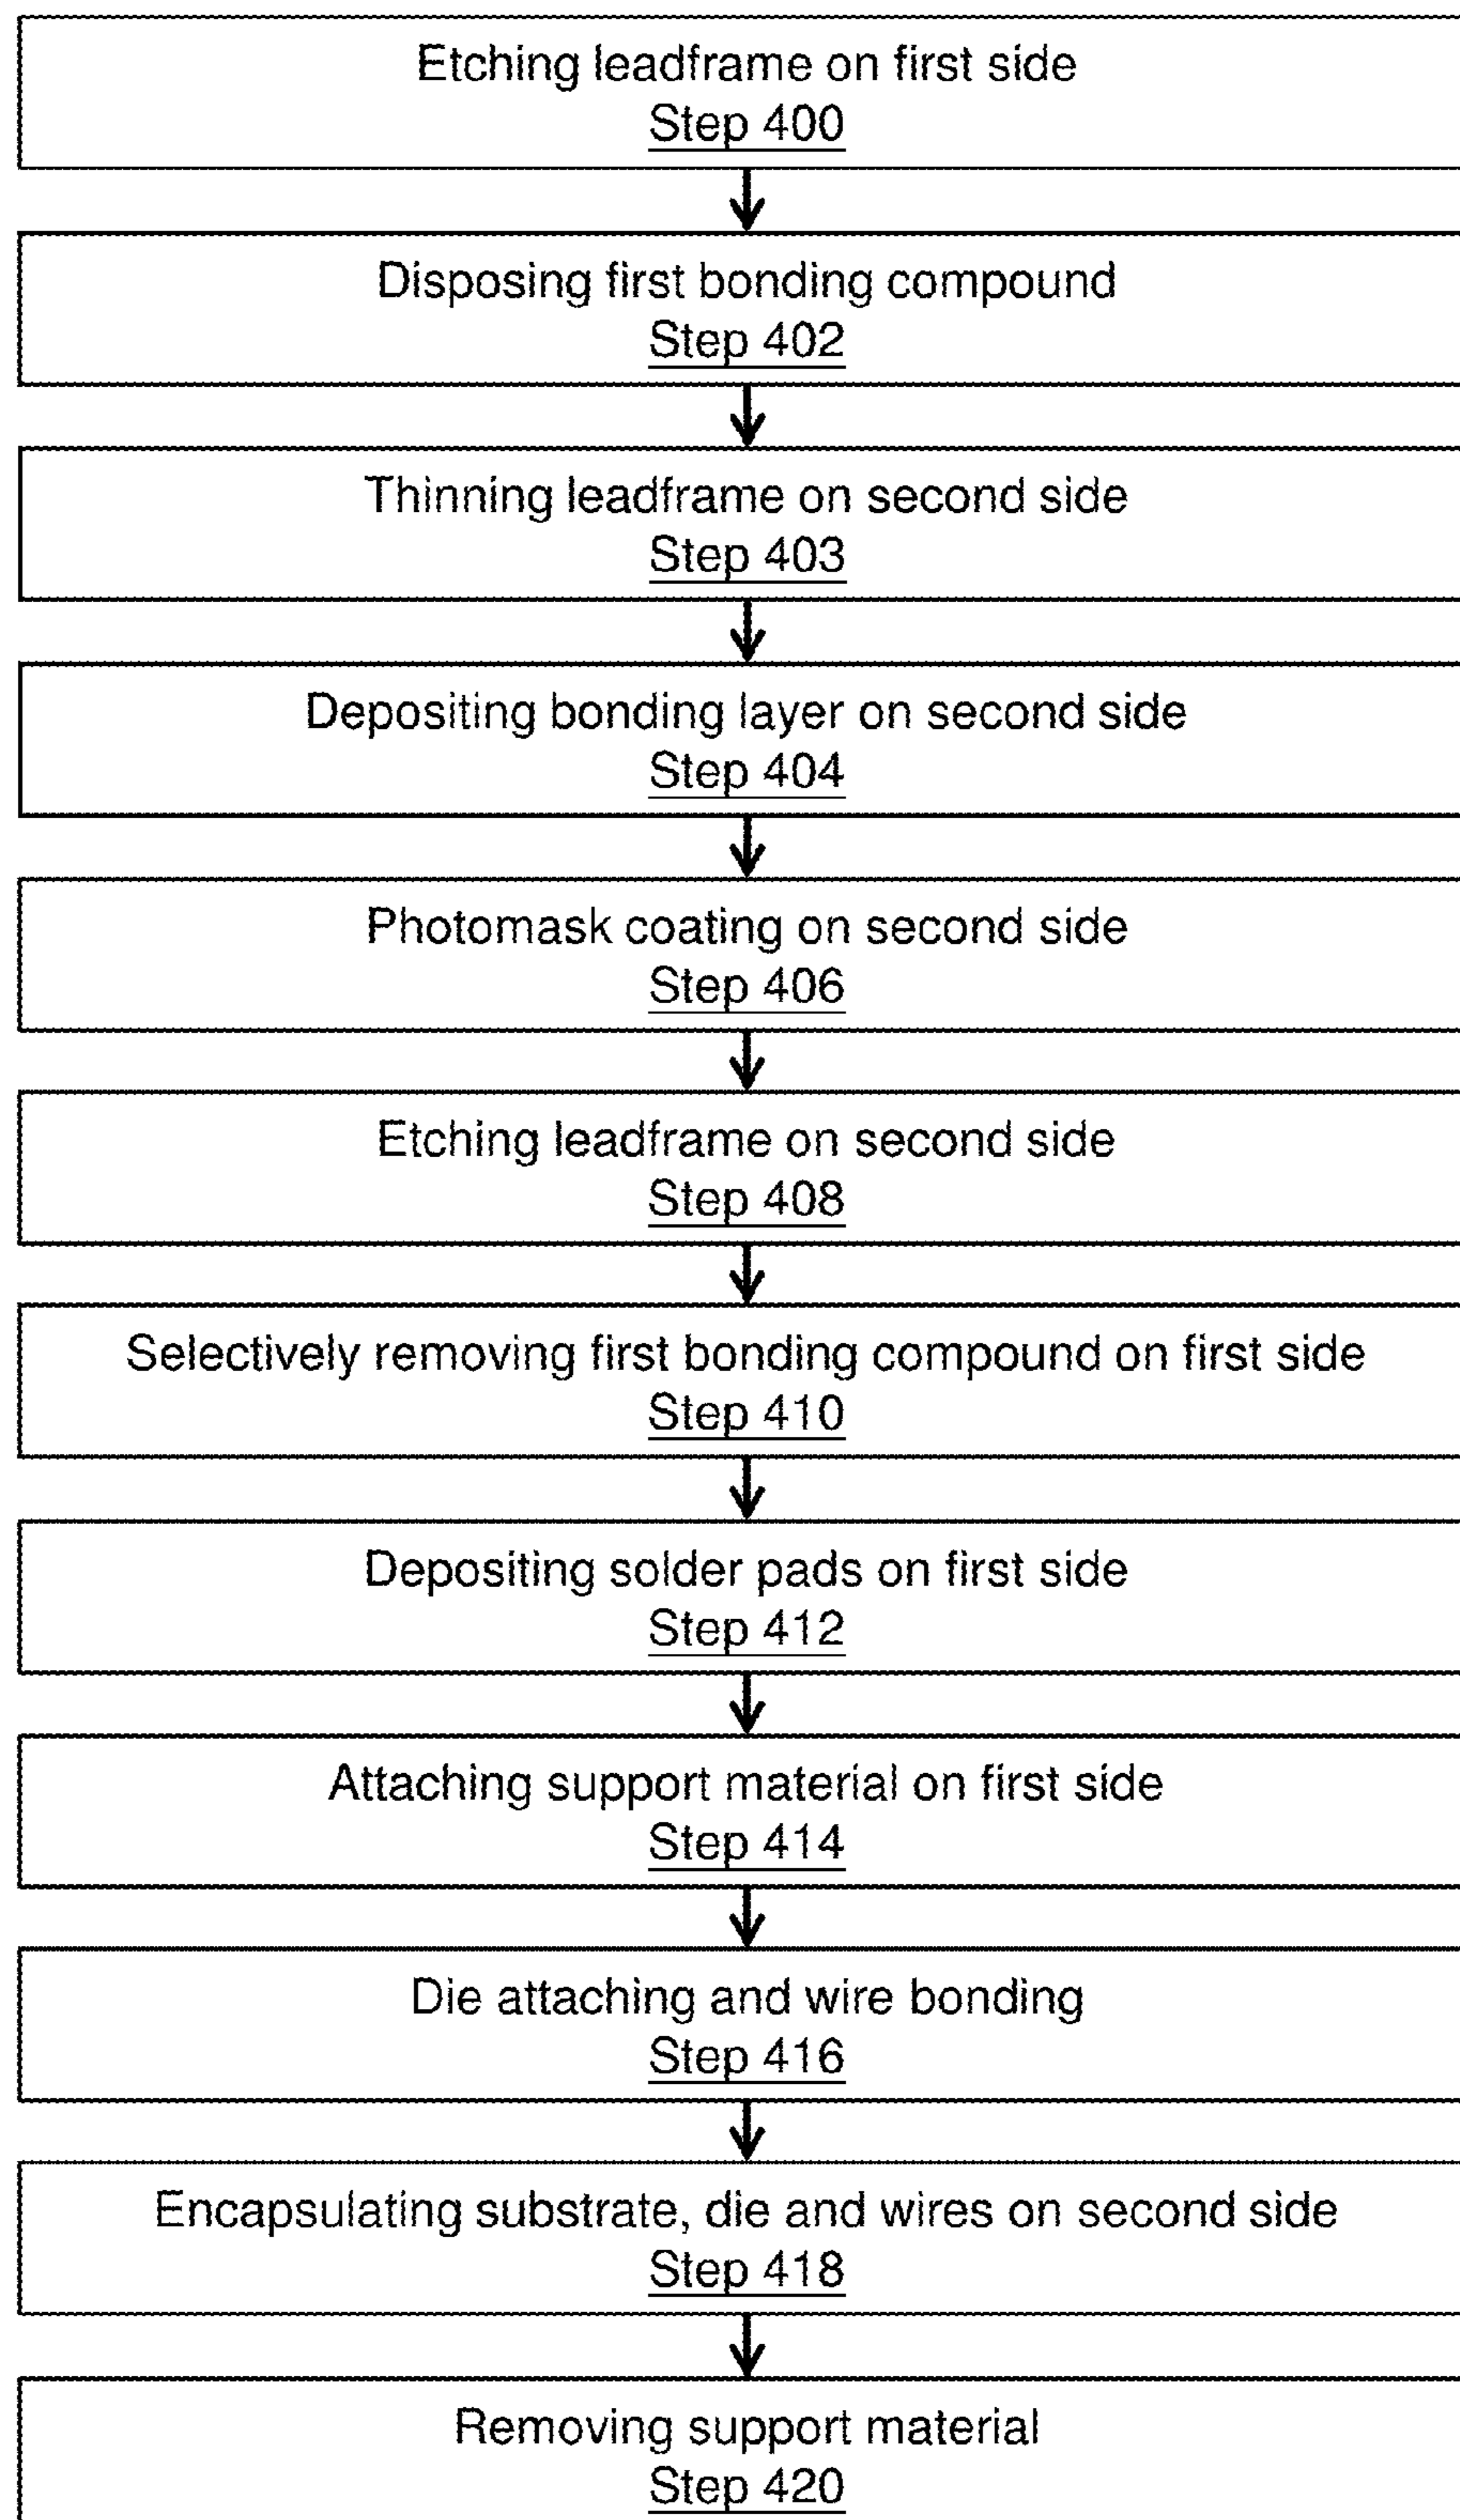 Etching leadframe on first side
Step 400
Disposing first bonding compound
Step 402
Thinning leadframe on second side
Step 403
Depositing bonding layer on second side
Step 404
Photomask coating on second side
Step 406
Etching leadframe on second side
Step 408
Selectively removing first bonding compound on first side
Step 410
Depositing solder pads on first side
Step 412
Attaching support material on first side
Step 414
Die attaching and wire bonding
Step 416
Encapsulating substrate, die and wires on second side
Step 418
Removing support material
Step 420